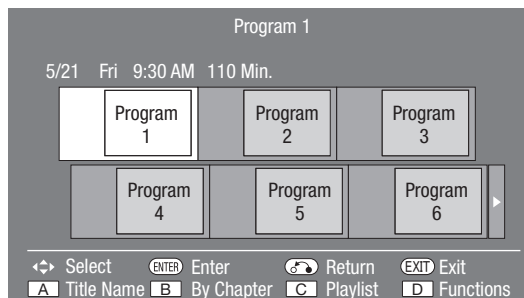 Program 1
5/21 Fri 9:30 AM 110 Min.
Program 1
Program 2
Program 3
Program 4
Program 5
Program 6
Select ENTER Enter Return EXIT Exit
A Title Name B By Chapter C Playlist D Functions